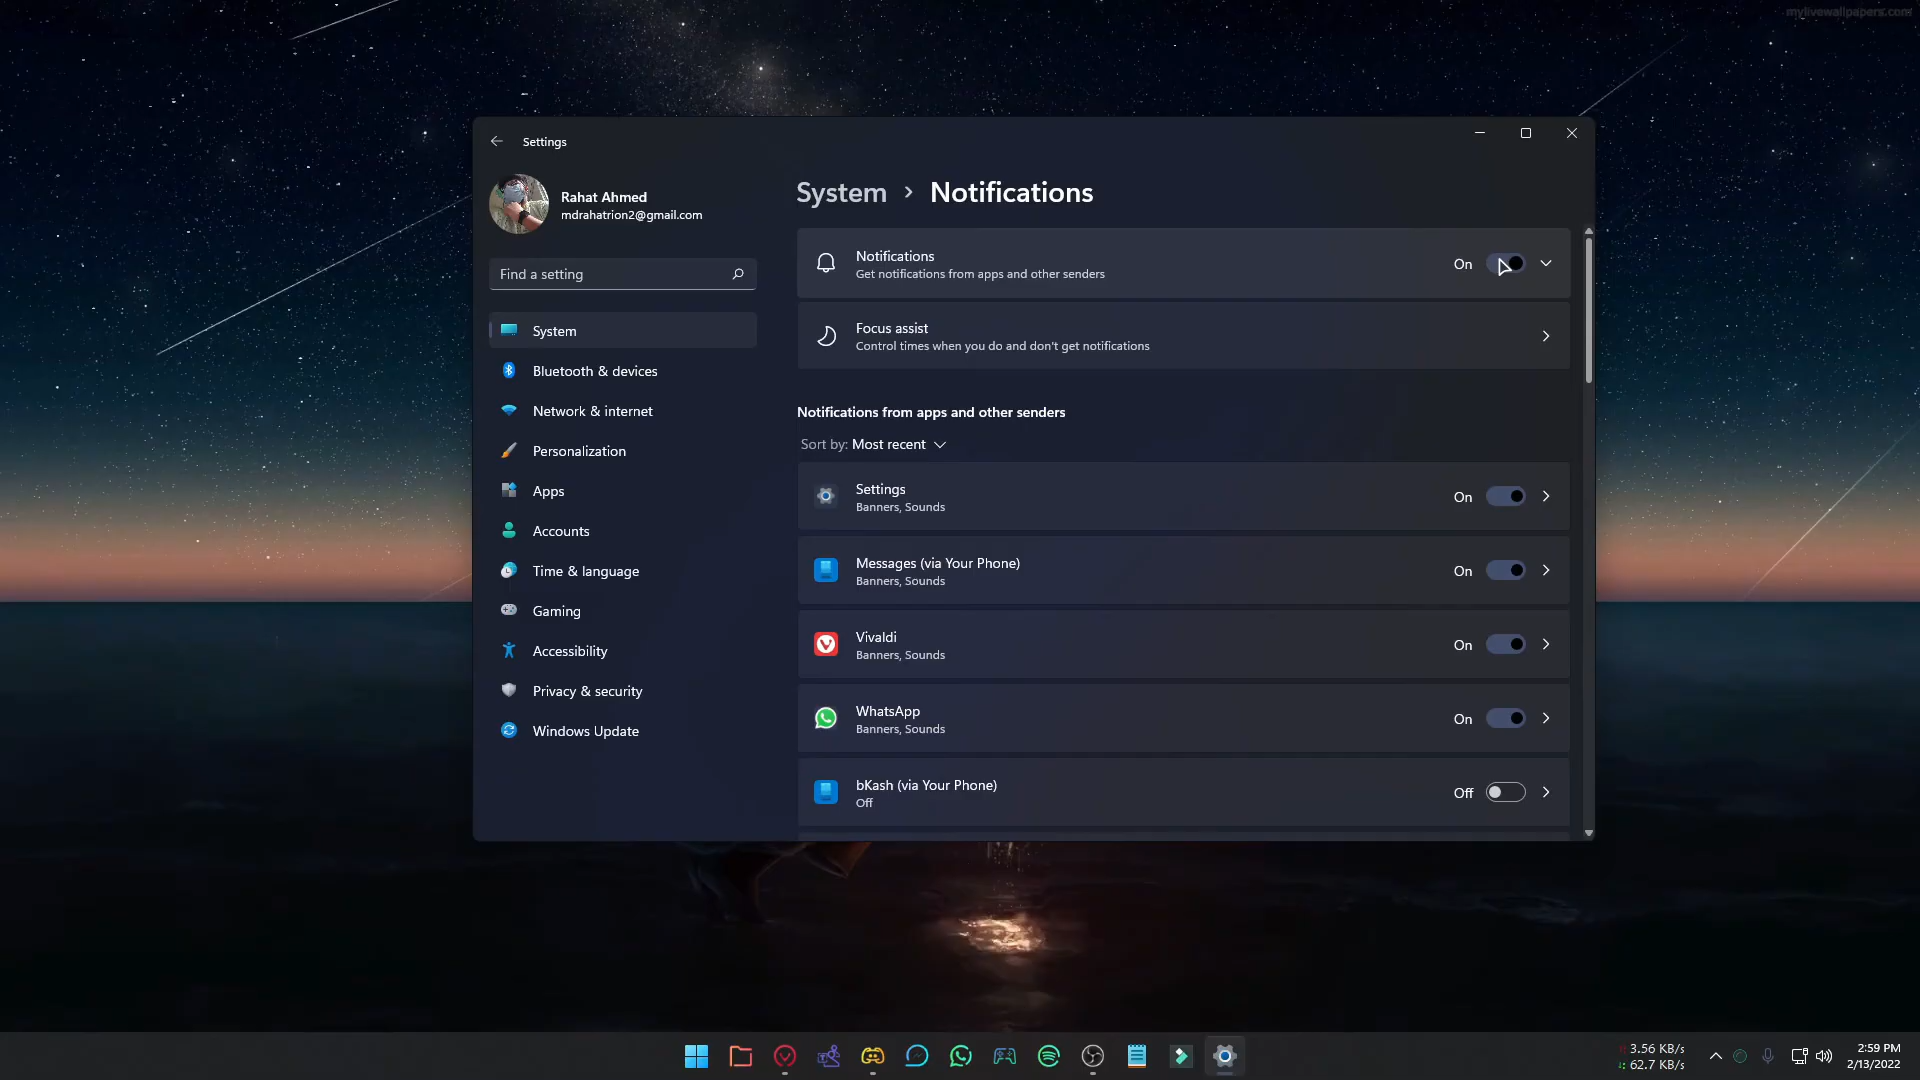 mylivewallpapers.com
Settings
Rahat Ahmed
mdrahatrion2@gmail.com
Find a setting
System
Bluetooth & devices
Network & internet
Personalization
Apps
Accounts
Time & language
Gaming
Accessibility
Privacy & security
Windows Update
System > Notifications
Notifications
Get notifications from apps and other senders
On
Focus assist
Control times when you do and don't get notifications
Notifications from apps and other senders
Sort by: Most recent
Settings
Banners, Sounds
On
Messages (via Your Phone)
Banners, Sounds
On
Vivaldi
Banners, Sounds
On
WhatsApp
Banners, Sounds
On
bKash (via Your Phone)
Off
Off
3.56 KB/s
62.7 KB/s
2:59 PM
2/13/2022